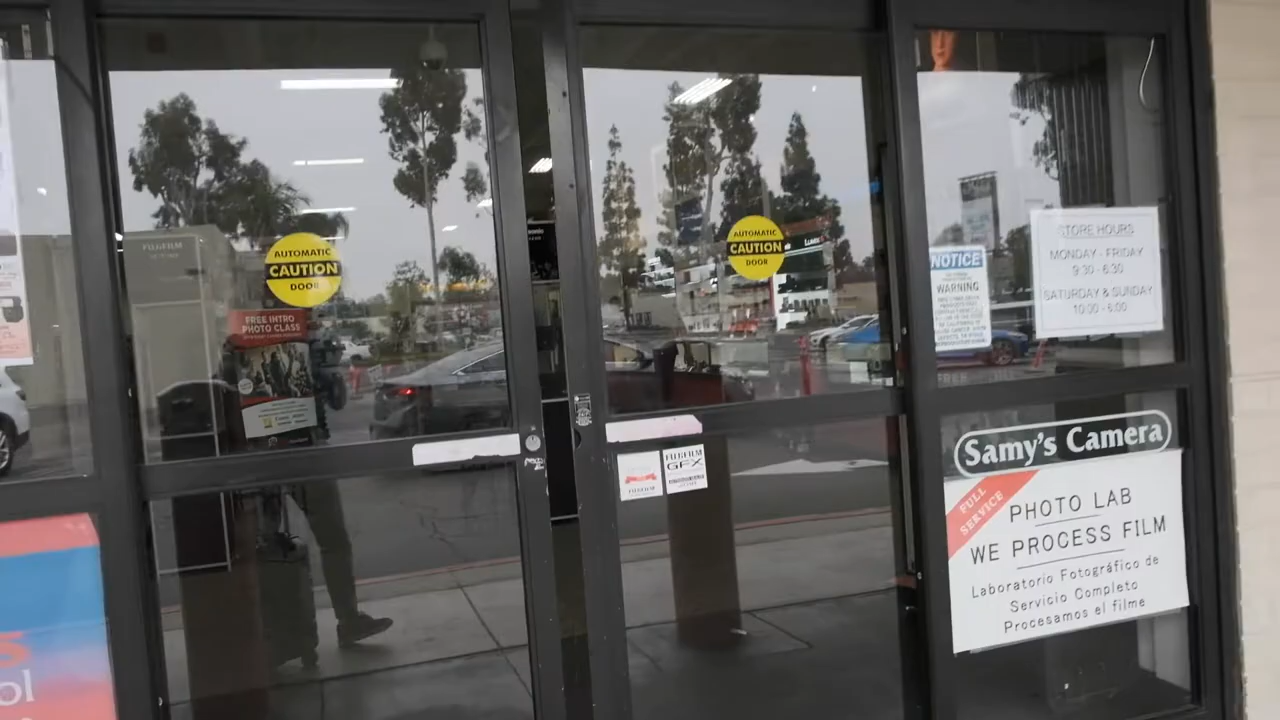 FUJIFILM
AUTOMATIC
CAUTION
DOOR
FREE INTRO
PHOTO CLASS
AUTOMATIC
CAUTION
DOOR
FUJIFILM
GFX
NOTICE
WARNING
STORE HOURS
MONDAY - FRIDAY
9:30 - 6:30
SATURDAY & SUNDAY
10:00 - 6:00
Samy's Camera
FULL
SERVICE
PHOTO LAB
WE PROCESS FILM
Laboratorio Fotográfico de
Servicio Completo
Procesamos el filme
ol